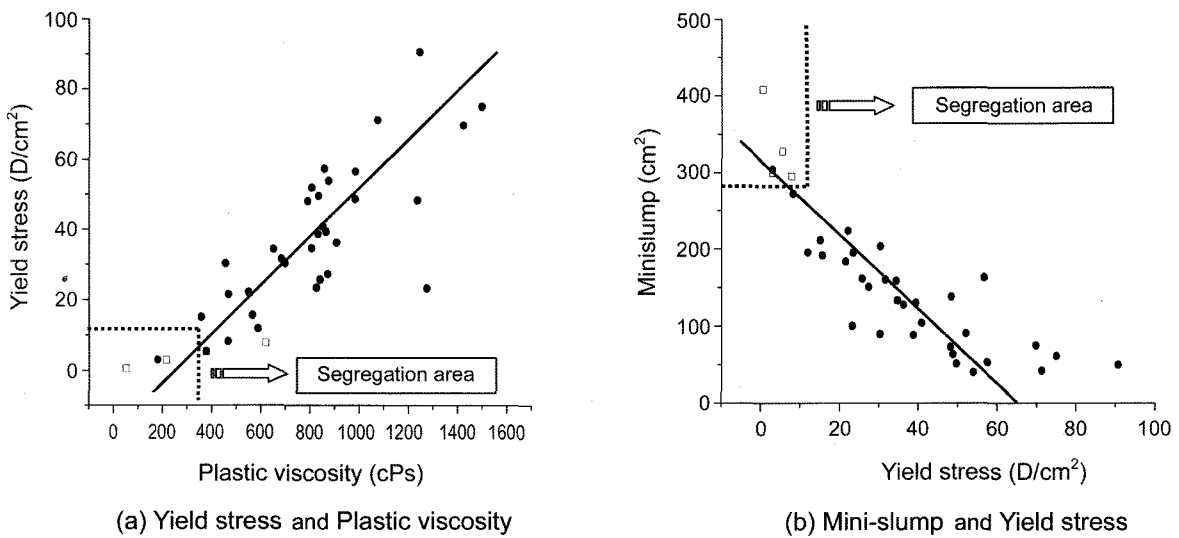 100
80
60
40
20
0
Yield stress (D/cm²)
Segregation area
0 200 400 600 800 1000 1200 1400 1600
Plastic viscosity (cPs)
(a) Yield stress and Plastic viscosity
500
400
300
200
100
0
Minislump (cm²)
Segregation area
0 20 40 60 80 100
Yield stress (D/cm²)
(b) Mini-slump and Yield stress